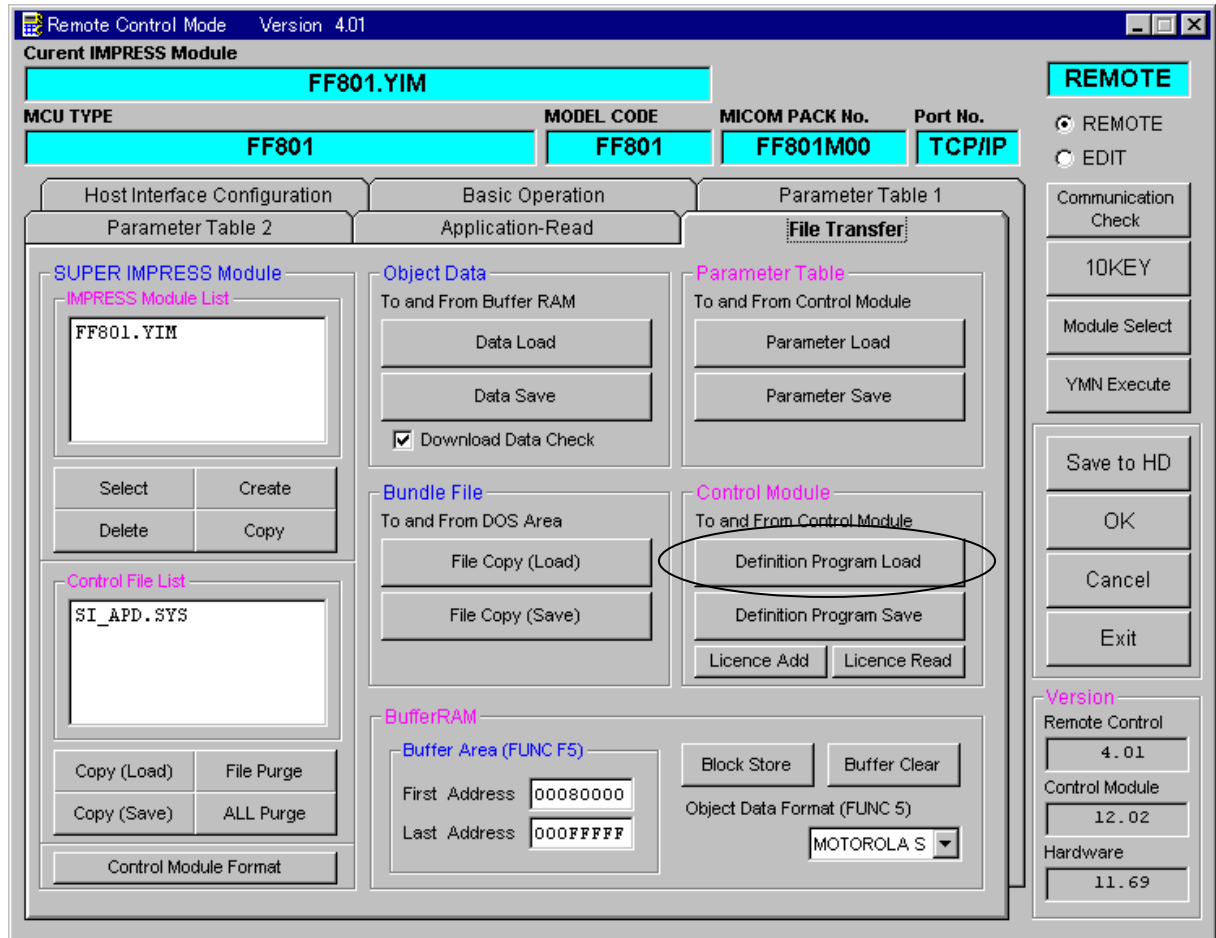 Remote Control Mode Version 4.01
Curent IMPRESS Module
FF801.YIM
MCU TYPE
MODEL CODE
MICOM PACK No.
Port No.
FF801
FF801
FF801M00
TCP/IP
Host Interface Configuration
Basic Operation
Parameter Table 1
Parameter Table 2
Application-Read
File Transfer
SUPER IMPRESS Module
IMPRESS Module List
FF801.YIM
Select
Create
Delete
Copy
Control File List
SI_APD.SYS
Copy (Load)
File Purge
Copy (Save)
ALL Purge
Control Module Format
Object Data
To and From Buffer RAM
Data Load
Data Save
Download Data Check
Parameter Table
To and From Control Module
Parameter Load
Parameter Save
Bundle File
To and From DOS Area
File Copy (Load)
File Copy (Save)
Control Module
To and From Control Module
Definition Program Load
Definition Program Save
Licence Add
Licence Read
BufferRAM
Buffer Area (FUNC F5)
First Address 00080000
Last Address 000FFFFF
Block Store
Buffer Clear
Object Data Format (FUNC 5)
MOTOROLA S
REMOTE
REMOTE
EDIT
Communication
Check
10KEY
Module Select
YMN Execute
Save to HD
OK
Cancel
Exit
Version
Remote Control
4.01
Control Module
12.02
Hardware
11.69